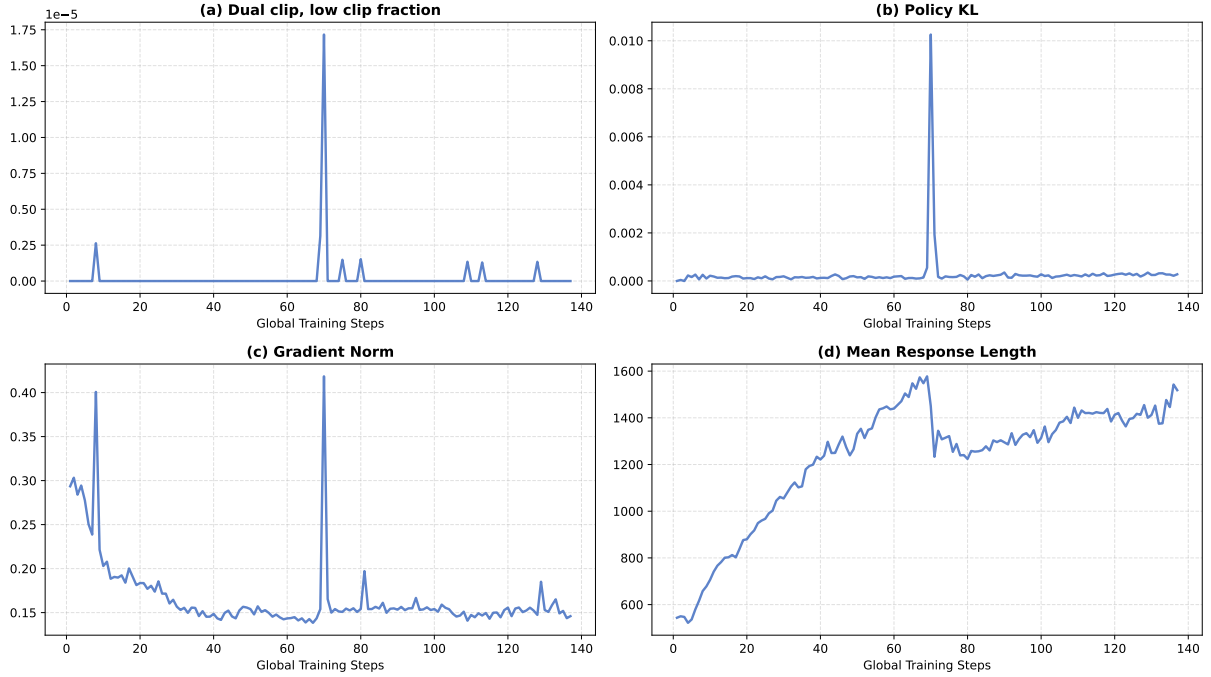 (a) Dual clip, low clip fraction
1e−5
1.75
1.50
1.25
1.00
0.75
0.50
0.25
0.00
0 20 40 60 80 100 120 140
Global Training Steps
(b) Policy KL
0.010
0.008
0.006
0.004
0.002
0.000
0 20 40 60 80 100 120 140
Global Training Steps
(c) Gradient Norm
0.40
0.35
0.30
0.25
0.20
0.15
0 20 40 60 80 100 120 140
Global Training Steps
(d) Mean Response Length
1600
1400
1200
1000
800
600
0 20 40 60 80 100 120 140
Global Training Steps